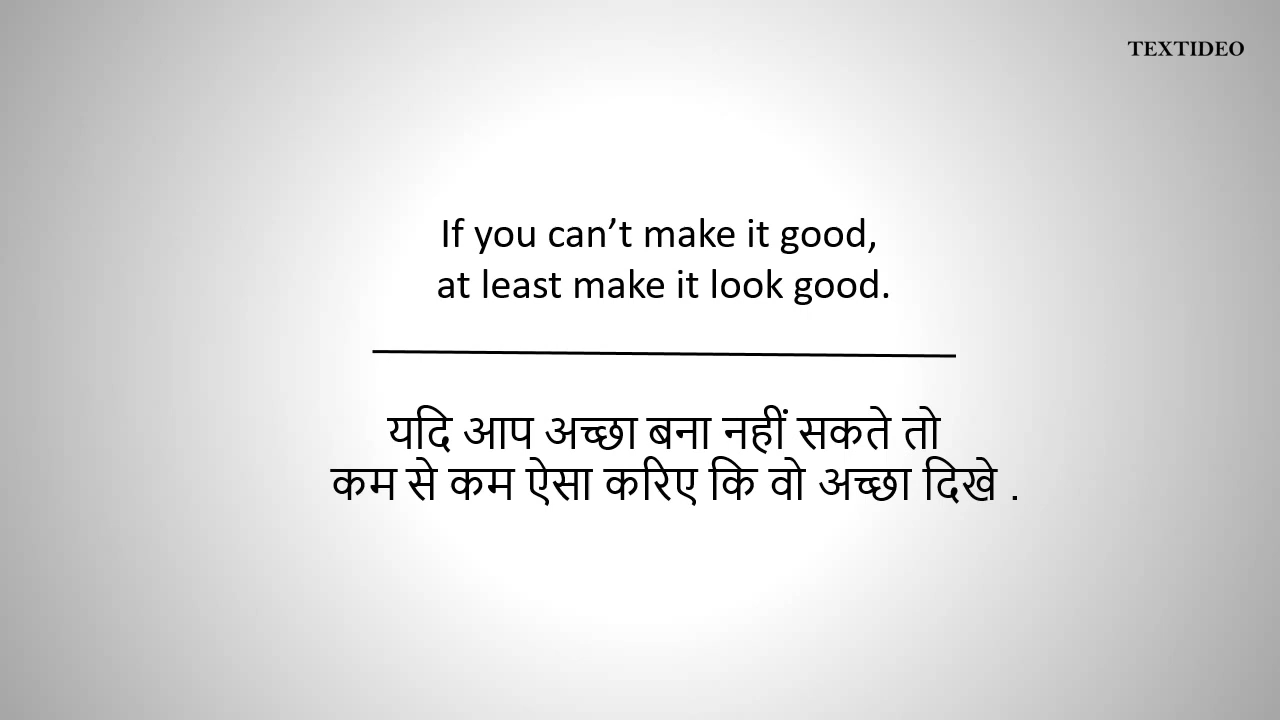 TEXTIDEO
If you can’t make it good,
at least make it look good.
यदि आप अच्छा बना नहीं सकते तो
कम से कम ऐसा करिए कि वो अच्छा दिखे .